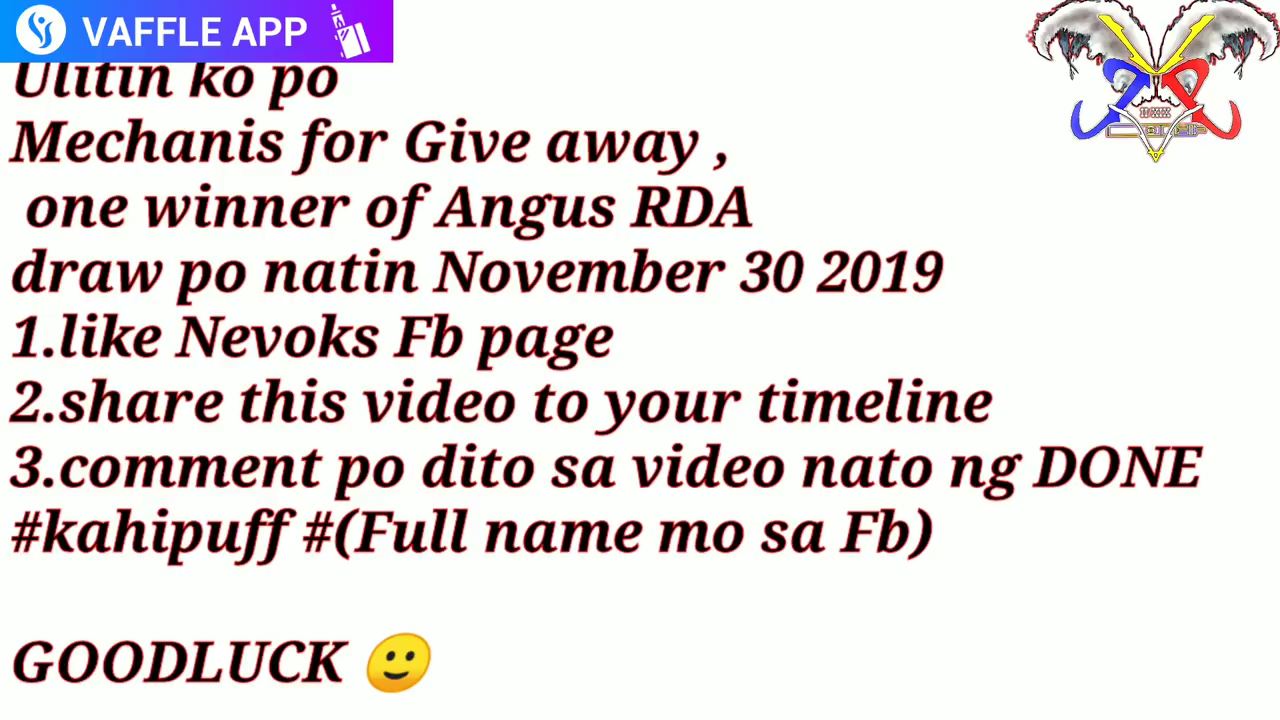 VAFFLE APP
Ulitin ko po
Mechanis for Give away ,
one winner of Angus RDA
draw po natin November 30 2019
1.like Nevoks Fb page
2.share this video to your timeline
3.comment po dito sa video nato ng DONE
#kahipuff #(Full name mo sa Fb)
GOODLUCK 🙂